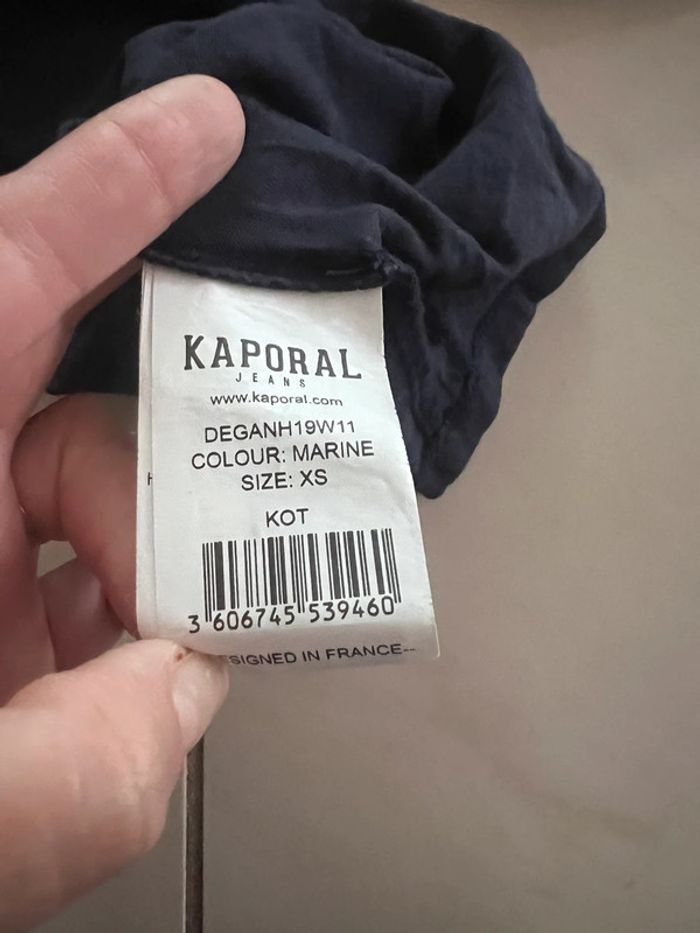 KAPORAL
JEANS
www.kaporal.com
DEGANH19W11
COLOUR: MARINE
SIZE: XS
KOT
3 606745 539460
SIGNED IN FRANCE--